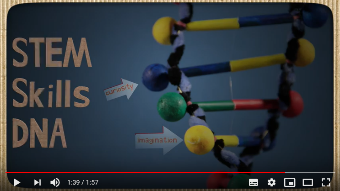 STEM
Skills
DNA
curiosity
imagination
1:39 / 1:57